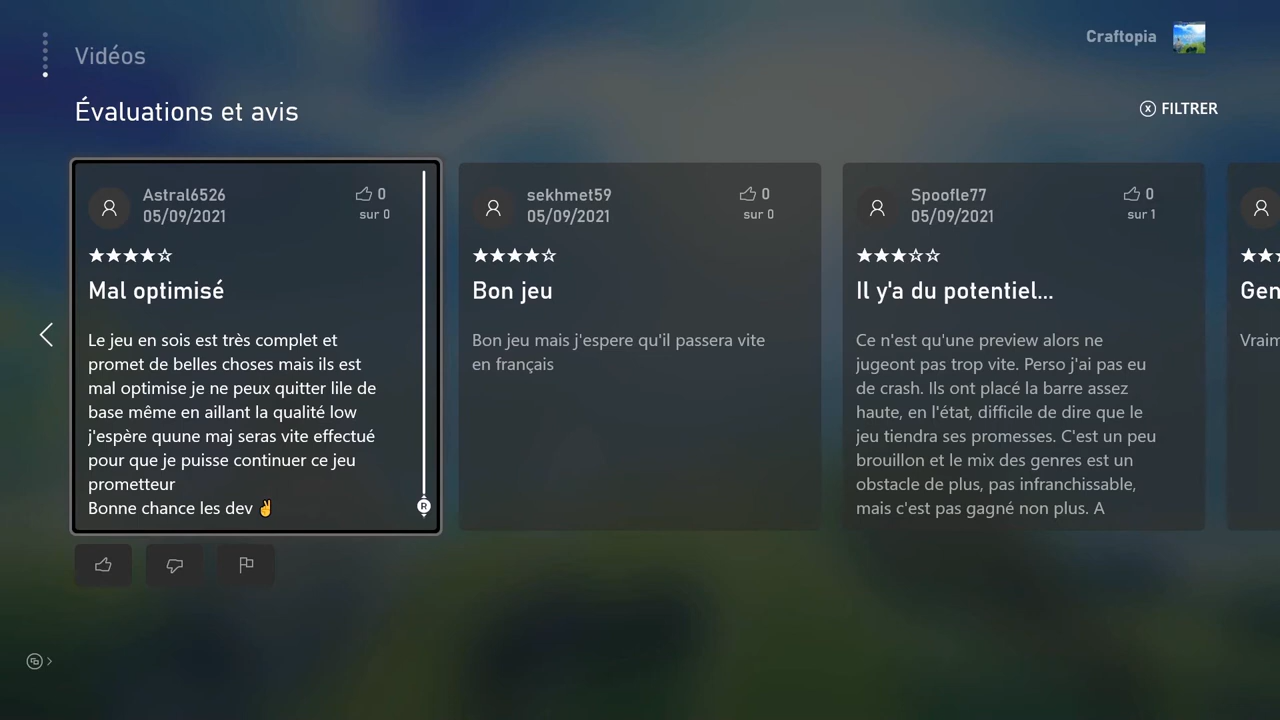 Vidéos
Craftopia
Évaluations et avis
X FILTRER
Astral6526
05/09/2021
0
sur 0
Mal optimisé
Le jeu en sois est très complet et
promet de belles choses mais ils est
mal optimise je ne peux quitter lile de
base même en aillant la qualité low
j'espère quune maj seras vite effectué
pour que je puisse continuer ce jeu
prometteur
Bonne chance les dev ✌
R
sekhmet59
05/09/2021
0
sur 0
Bon jeu
Bon jeu mais j'espere qu'il passera vite
en français
Spoofle77
05/09/2021
0
sur 1
Il y'a du potentiel...
Ce n'est qu'une preview alors ne
jugeont pas trop vite. Perso j'ai pas eu
de crash. Ils ont placé la barre assez
haute, en l'état, difficile de dire que le
jeu tiendra ses promesses. C'est un peu
brouillon et le mix des genres est un
obstacle de plus, pas infranchissable,
mais c'est pas gagné non plus. A